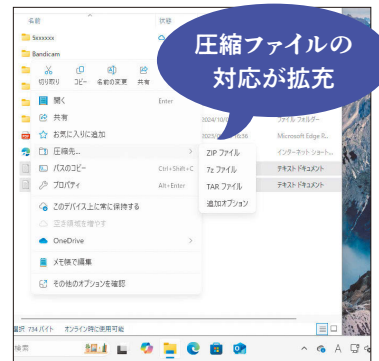 圧縮ファイルの
対応が拡充
名前
状態
5xxxxxx
Bandicam
切り取り コピー 名前の変更 共有
開く Enter
共有
2024/10/
ファイル フォルダー
お気に入りに追加
Microsoft Edge P...
圧縮先...
インターネット ショート...
ZIP ファイル
パスのコピー Ctrl+Shift+C
7z ファイル
テキスト ドキュメント
プロパティ Alt+Enter
TAR ファイル
テキスト ドキュメント
追加オプション
このデバイス上に常に保持する
空き領域を増やす
OneDrive
メモ帳で編集
その他のオプションを確認
選択 734 バイト オンライン時に使用可能
検索
A